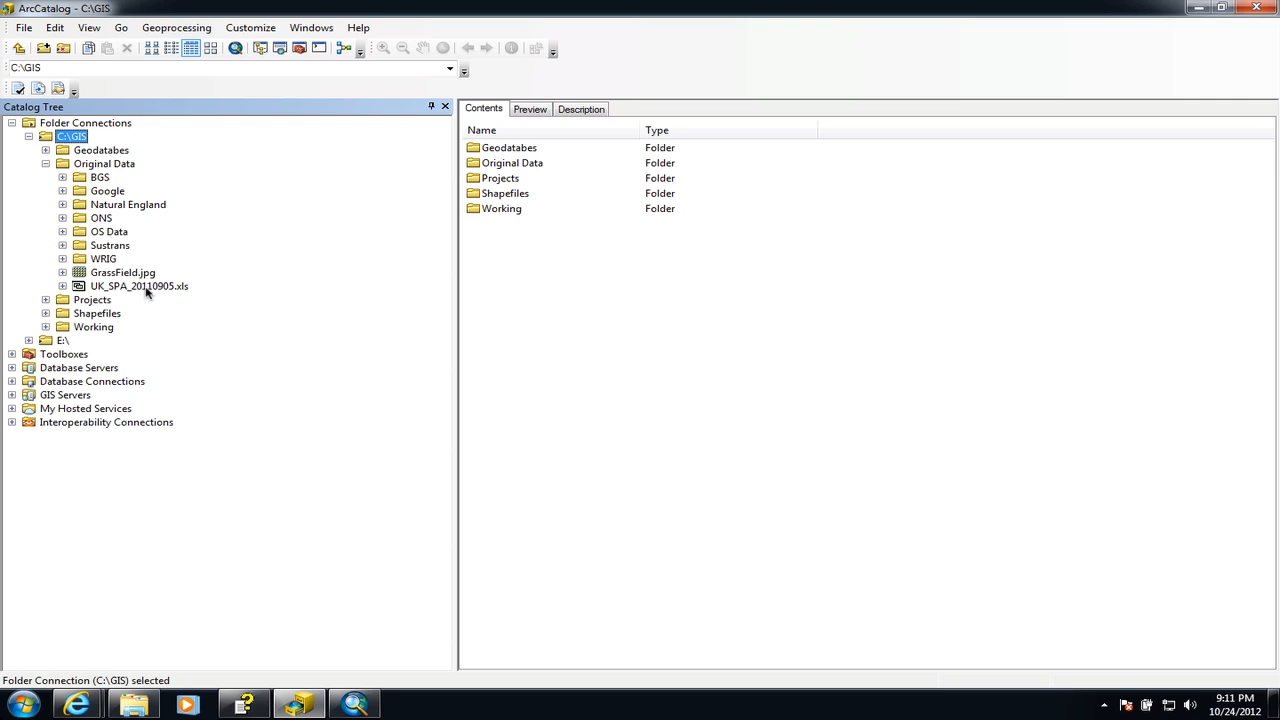 ArcCatalog - C:\GIS
File Edit View Go Geoprocessing Customize Windows Help
C:\GIS
Catalog Tree
Folder Connections
C:\GIS
Geodatabes
Original Data
BGS
Google
Natural England
ONS
OS Data
Sustrans
WRIG
GrassField.jpg
UK_SPA_20110905.xls
Projects
Shapefiles
Working
E:\
Toolboxes
Database Servers
Database Connections
GIS Servers
My Hosted Services
Interoperability Connections
Contents Preview Description
Name Type
Geodatabes Folder
Original Data Folder
Projects Folder
Shapefiles Folder
Working Folder
Folder Connection (C:\GIS) selected
9:11 PM
10/24/2012